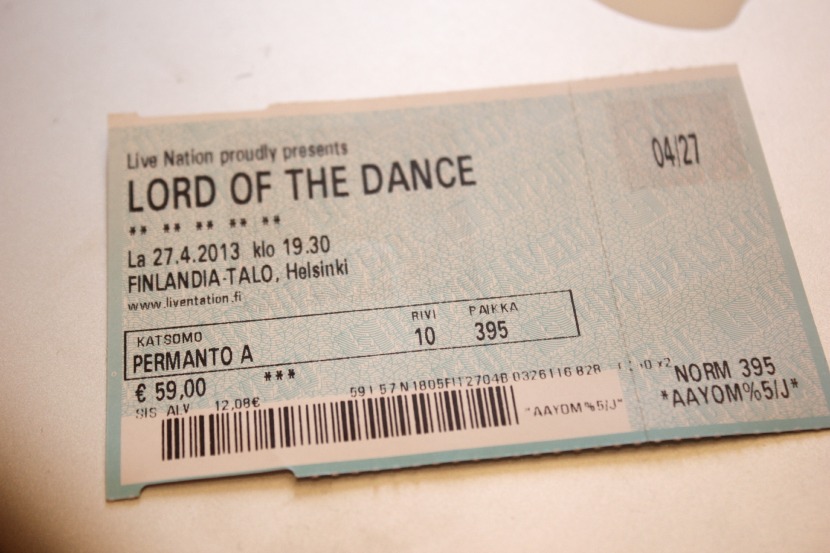 Live Nation proudly presents
LORD OF THE DANCE
** ** ** ** **
La 27.4.2013 klo 19.30
FINLANDIA-TALO, Helsinki
www.liventation.fi
KATSOMO RIVI PAIKKA
PERMANTO A 10 395
€ 59,00 ***
SIS ALV 12,08€
*AAYOM%5/J*
04/27
NORM 395
*AAYOM%5/J*